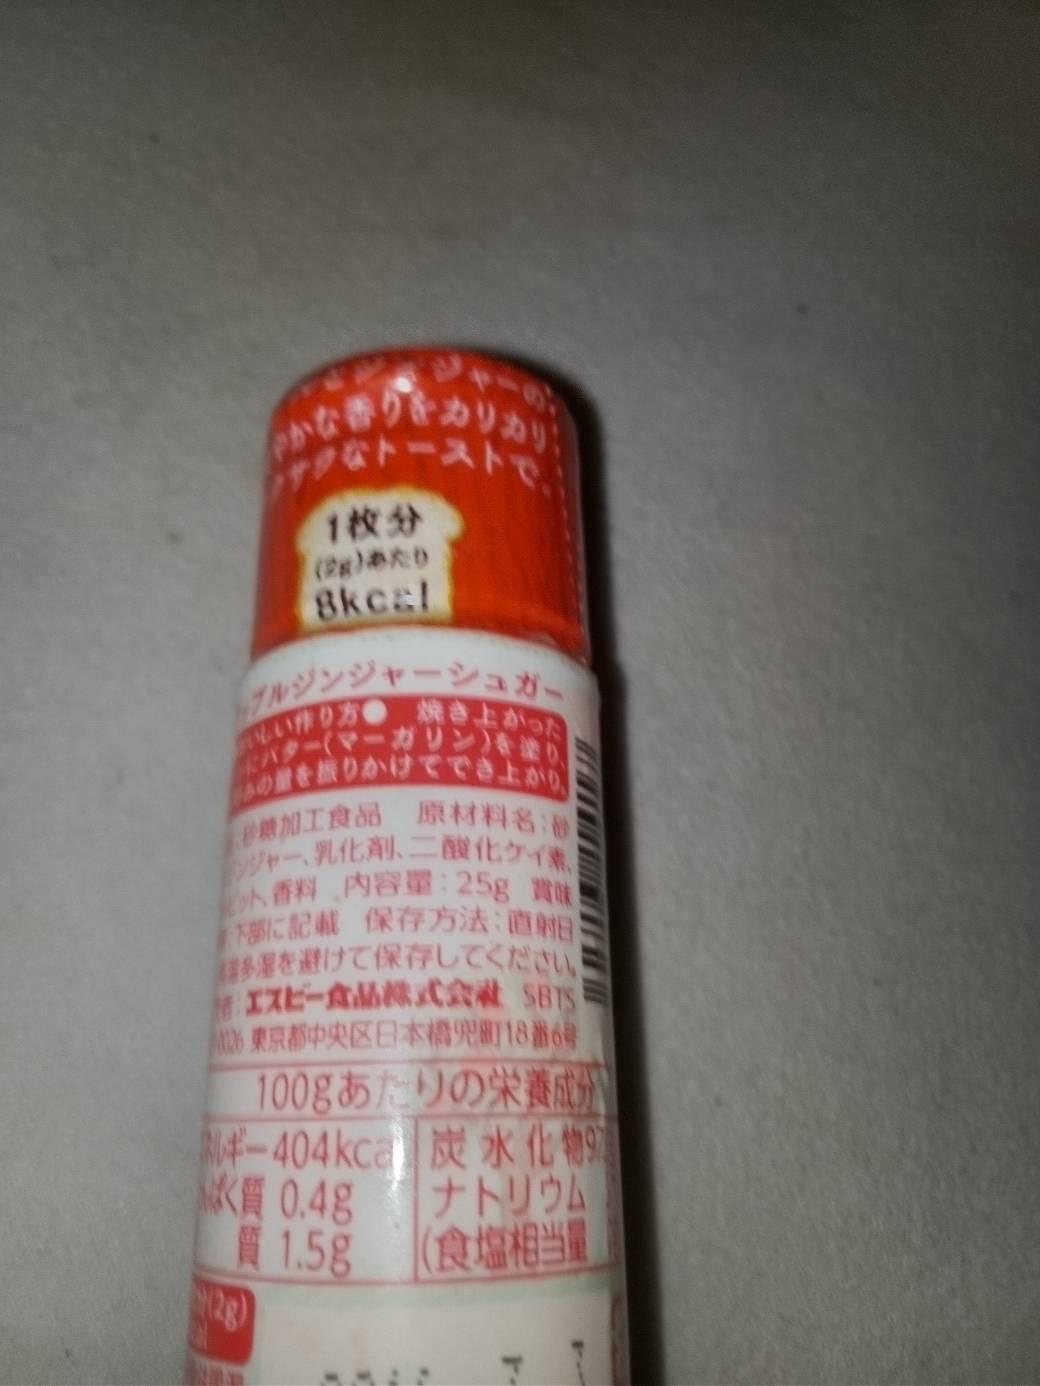 ジンジャーの
やかな香りをカリカリ
サクなトーストで。
1枚分
(2g)あたり
8kcal
プルジンジャーシュガー
いしい作り方● 焼き上がった
にバター(マーガリン)を塗り、
みの量を振りかけてでき上がり。
砂糖加工食品 原材料名:砂
ンジャー、乳化剤、二酸化ケイ素、
ビット、香料 内容量:25g 賞味
下部に記載 保存方法:直射日
温多湿を避けて保存してください。
者:エスビー食品株式会社 SBTS
0026 東京都中央区日本橋兜町18番6号
100gあたりの栄養成分
ネルギー404kca 炭水化物97
んぱく質 0.4g ナトリウム
質 1.5g (食塩相当量
(2g)